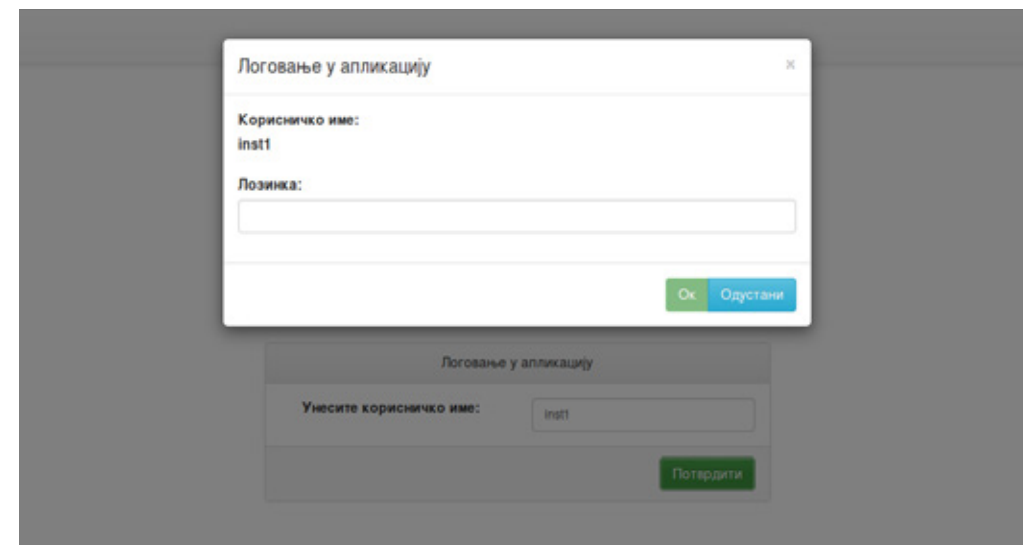 Логовање у апликацију ×
Корисничко име:
inst1
Лозинка:
Ок Одустани
Логовање у апликацију
Унесите корисничко име: inst1
Потврдити